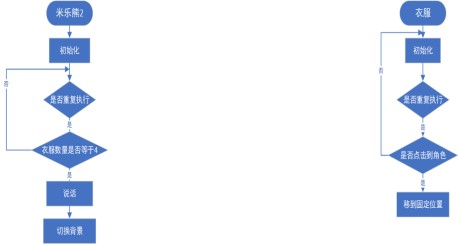 米乐熊2
初始化
是否重复执行
否
是
衣服数量是否等于4
是
说话
切换背景
衣服
初始化
是否重复执行
否
是否点击到角色
是
移到固定位置